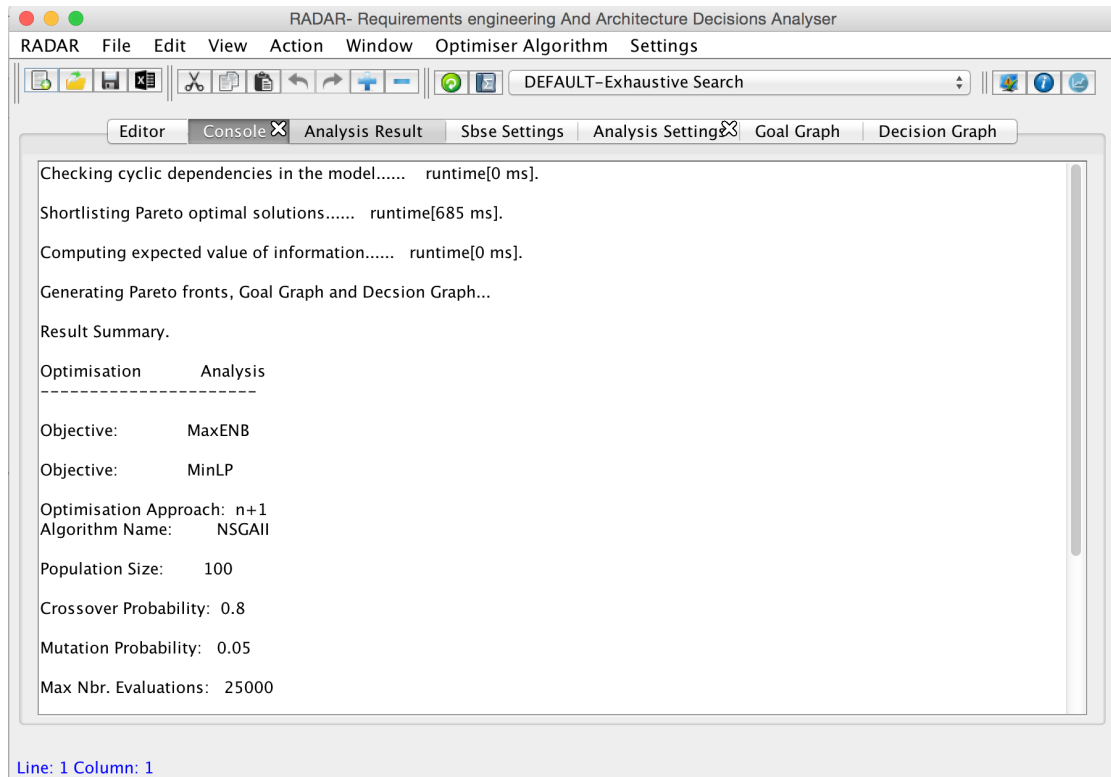 RADAR- Requirements engineering And Architecture Decisions Analyser
RADAR File Edit View Action Window Optimiser Algorithm Settings
DEFAULT-Exhaustive Search
Editor Console Analysis Result Sbse Settings Analysis Settings Goal Graph Decision Graph
Checking cyclic dependencies in the model...... runtime[0 ms].
Shortlisting Pareto optimal solutions...... runtime[685 ms].
Computing expected value of information...... runtime[0 ms].
Generating Pareto fronts, Goal Graph and Decsion Graph...
Result Summary.
Optimisation Analysis
-----------------------
Objective: MaxENB
Objective: MinLP
Optimisation Approach: n+1
Algorithm Name: NSGAII
Population Size: 100
Crossover Probability: 0.8
Mutation Probability: 0.05
Max Nbr. Evaluations: 25000
Line: 1 Column: 1